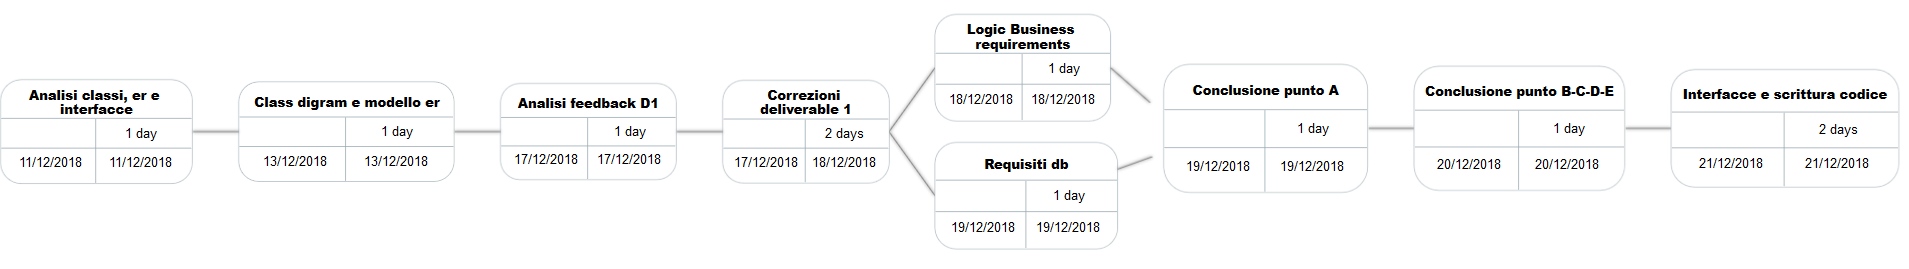 Analisi classi, er e
interfacce
1 day
11/12/2018 11/12/2018
Class digram e modello er
1 day
13/12/2018 13/12/2018
Analisi feedback D1
1 day
17/12/2018 17/12/2018
Correzioni
deliverable 1
2 days
17/12/2018 18/12/2018
Logic Business
requirements
1 day
18/12/2018 18/12/2018
Requisiti db
1 day
19/12/2018 19/12/2018
Conclusione punto A
1 day
19/12/2018 19/12/2018
Conclusione punto B-C-D-E
1 day
20/12/2018 20/12/2018
Interfacce e scrittura codice
2 days
21/12/2018 21/12/2018